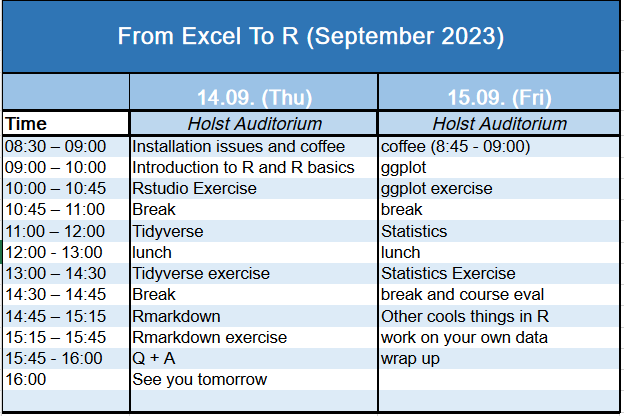 From Excel To R (September 2023)
14.09. (Thu) 15.09. (Fri)
Time Holst Auditorium Holst Auditorium
08:30 – 09:00 Installation issues and coffee coffee (8:45 - 09:00)
09:00 – 10:00 Introduction to R and R basics ggplot
10:00 – 10:45 Rstudio Exercise ggplot exercise
10:45 – 11:00 Break break
11:00 – 12:00 Tidyverse Statistics
12:00 - 13:00 lunch lunch
13:00 – 14:30 Tidyverse exercise Statistics Exercise
14:30 – 14:45 Break break and course eval
14:45 – 15:15 Rmarkdown Other cools things in R
15:15 – 15:45 Rmarkdown exercise work on your own data
15:45 - 16:00 Q + A wrap up
16:00 See you tomorrow